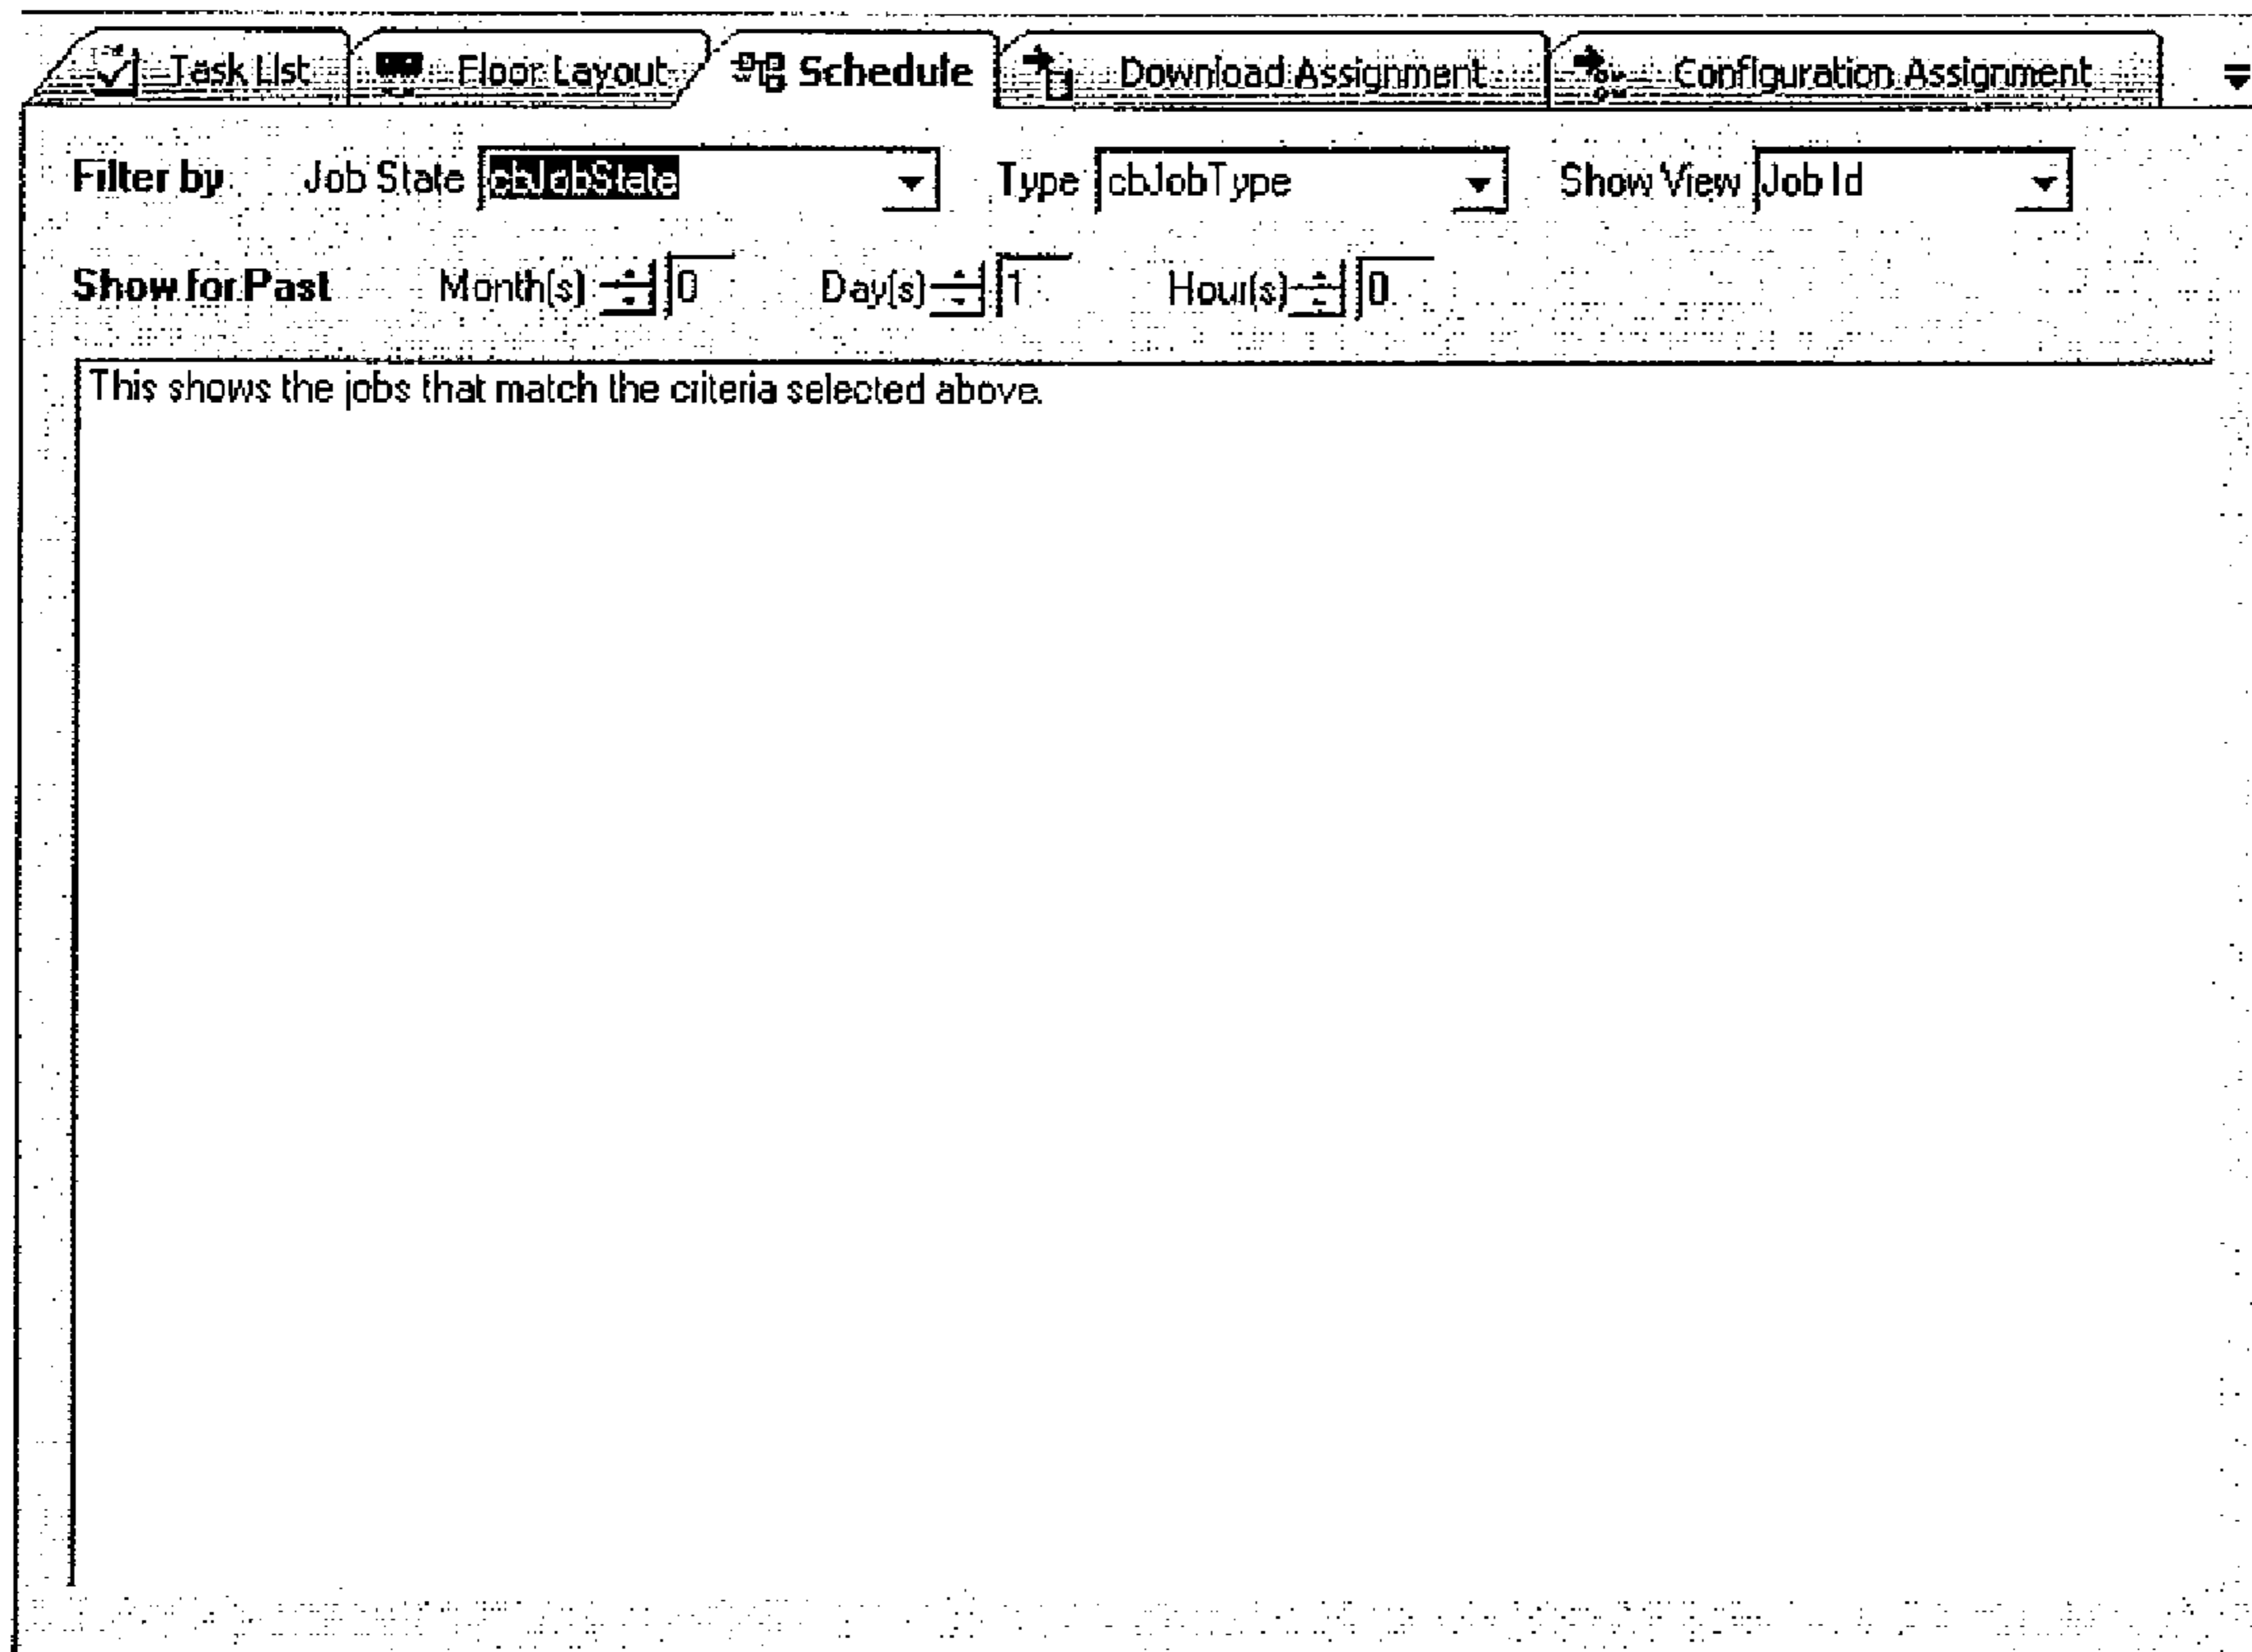 Task List Floor Layout Schedule Download Assignment Configuration Assignment
Filter by Job State cbJobState Type cbJobType Show View Job Id
Show for Past Month(s) 0 Day(s) 1 Hour(s) 0
This shows the jobs that match the criteria selected above.